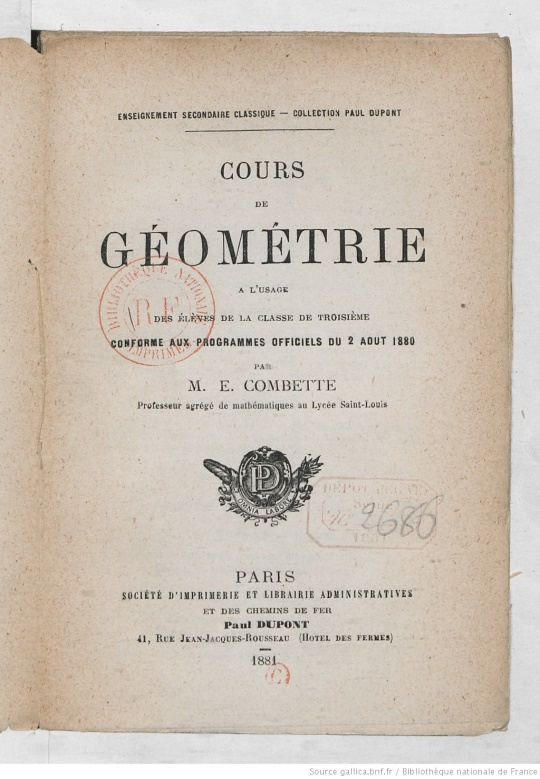 ENSEIGNEMENT SECONDAIRE CLASSIQUE — COLLECTION PAUL DUPONT
COURS
DE
GÉOMÉTRIE
A L'USAGE
DES ÉLÈVES DE LA CLASSE DE TROISIÈME
CONFORME AUX PROGRAMMES OFFICIELS DU 2 AOUT 1880
PAR
M. E. COMBETTE
Professeur agrégé de mathématiques au Lycée Saint-Louis
BIBLIOTHÈQUE NATIONALE
R.F.
IMPRIMÉS
PD
OMNIA LABORE
DÉPÔT LÉGAL
No 2686
PARIS
SOCIÉTÉ D'IMPRIMERIE ET LIBRAIRIE ADMINISTRATIVES
ET DES CHEMINS DE FER
Paul DUPONT
41, RUE JEAN-JACQUES-ROUSSEAU (HOTEL DES FERMES)
1881
C
Source gallica.bnf.fr / Bibliothèque nationale de France